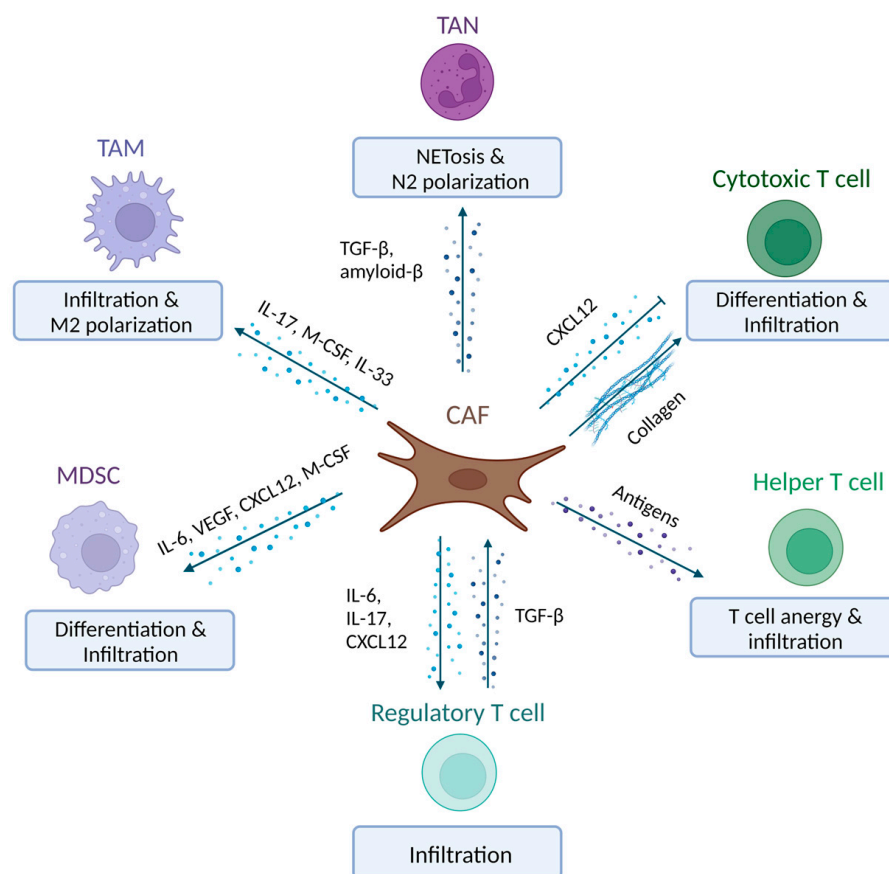 TAN
NETosis &
N2 polarization
TAM
Infiltration &
M2 polarization
Cytotoxic T cell
Differentiation &
Infiltration
TGF-β,
amyloid-β
IL-17, M-CSF, IL-33
CXCL12
Collagen
CAF
MDSC
IL-6, VEGF, CXCL12, M-CSF
Differentiation &
Infiltration
Antigens
Helper T cell
T cell anergy &
infiltration
IL-6,
IL-17,
CXCL12
TGF-β
Regulatory T cell
Infiltration